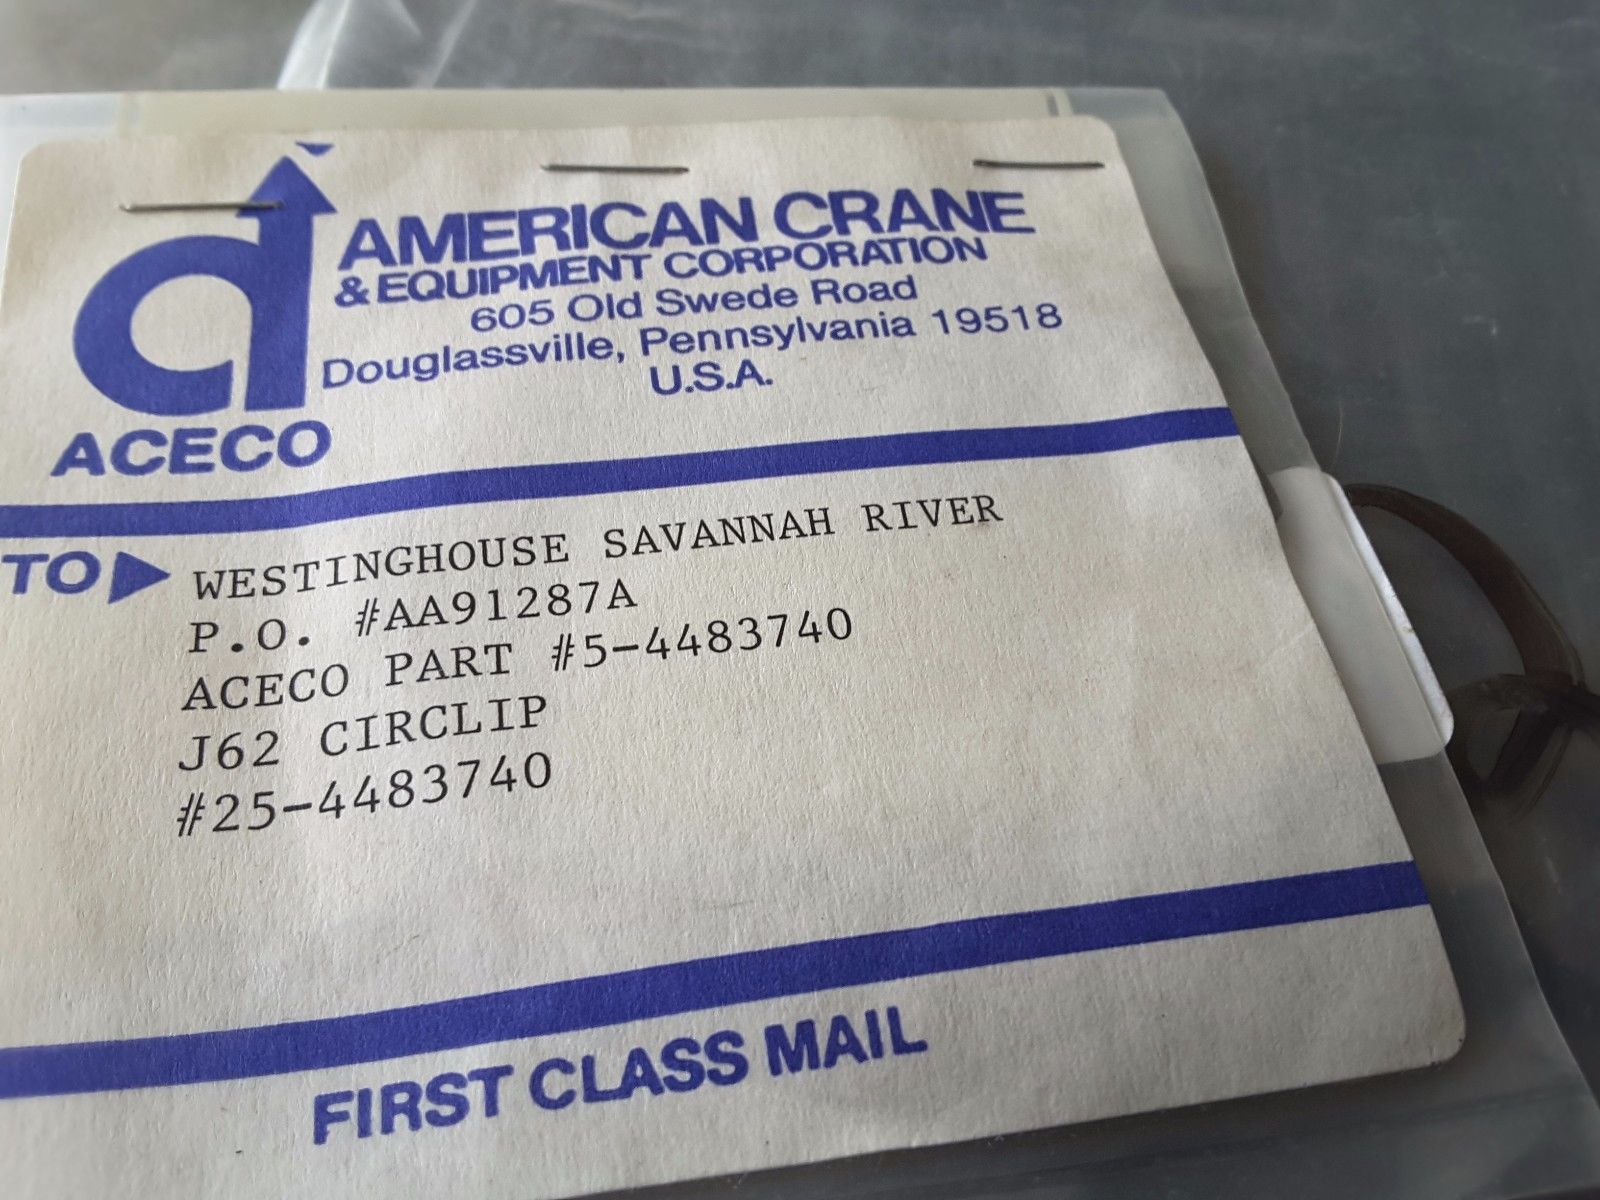 AMERICAN CRANE
& EQUIPMENT CORPORATION
605 Old Swede Road
Douglassville, Pennsylvania 19518
U.S.A.
ACECO
TO WESTINGHOUSE SAVANNAH RIVER
P.O. #AA91287A
ACECO PART #5-4483740
J62 CIRCLIP
#25-4483740
FIRST CLASS MAIL